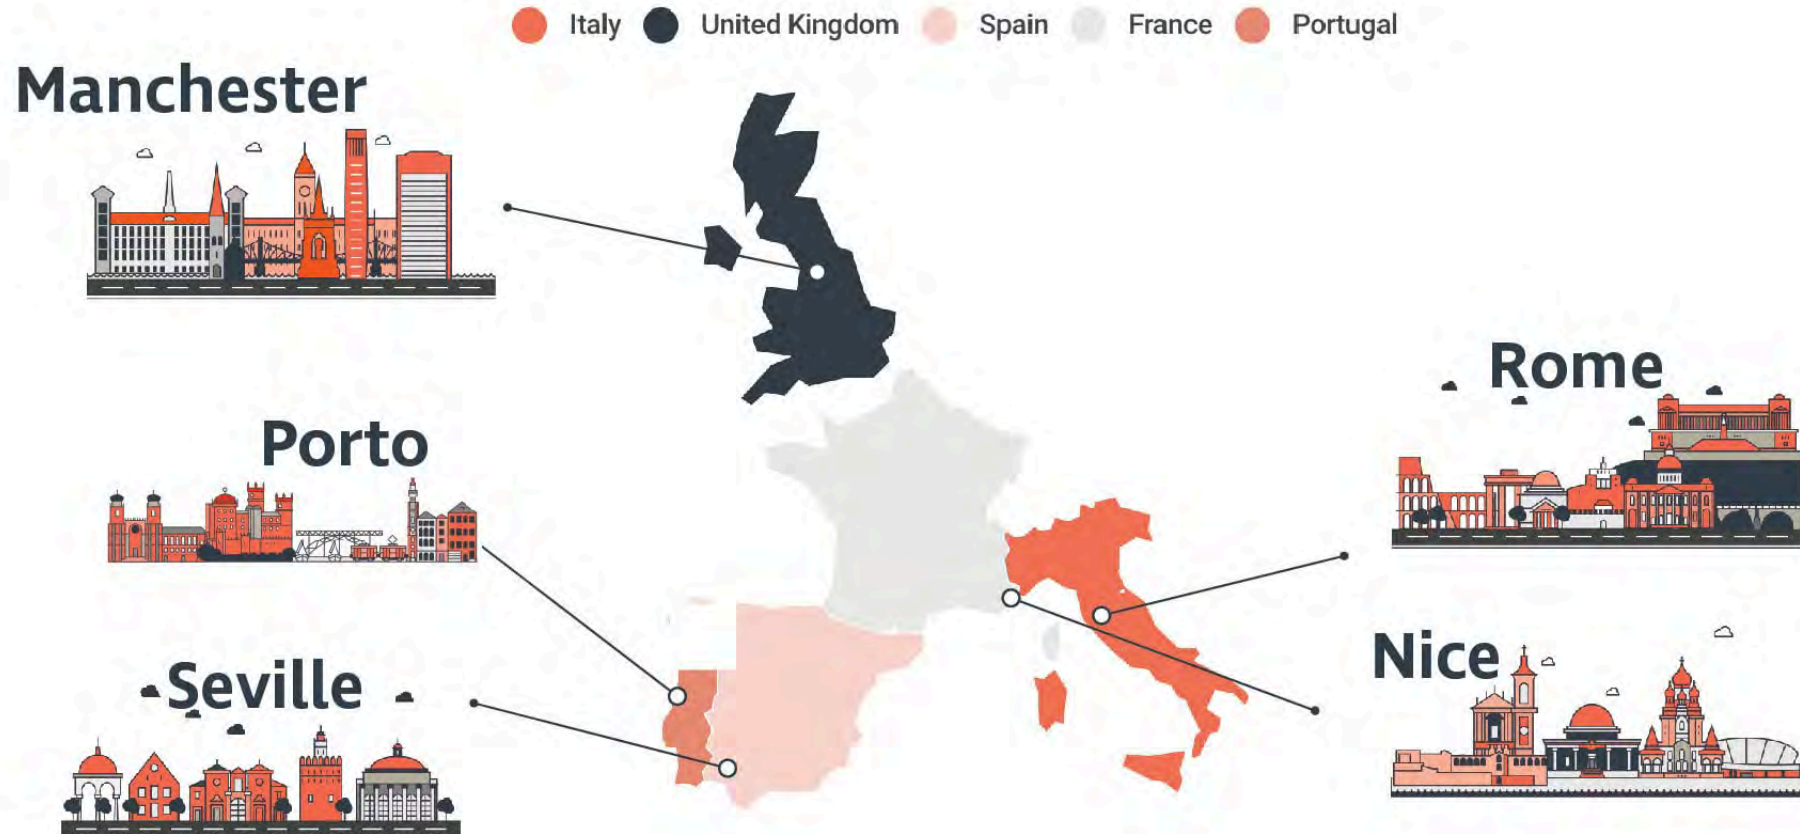 Italy United Kingdom Spain France Portugal
Manchester
Rome
Porto
Nice
Seville